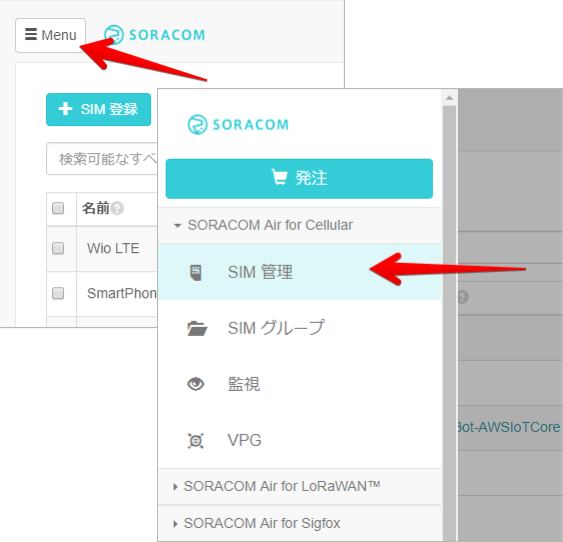 Menu
SORACOM
SIM 登録
検索可能なすべ
名前
Wio LTE
SmartPhon
SORACOM
発注
SORACOM Air for Cellular
SIM 管理
SIM グループ
監視
VPG
SORACOM Air for LoRaWAN™
SORACOM Air for Sigfox
Bot-AWSIoTCore